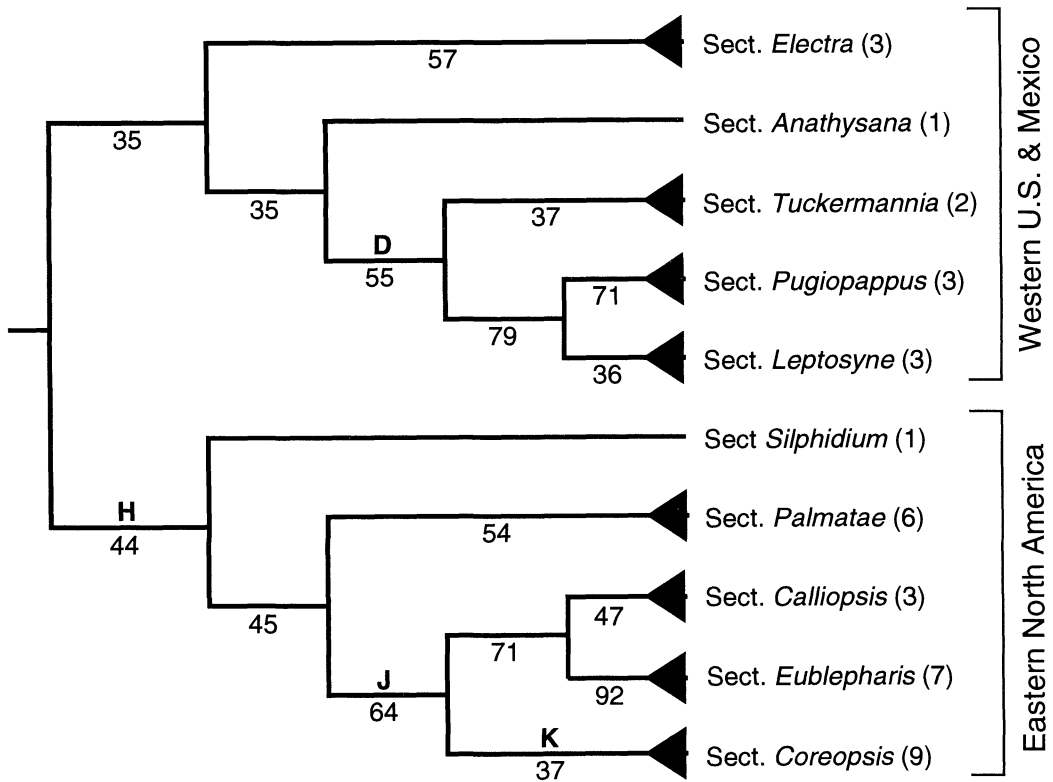 Sect. Electra (3)
57
Sect. Anathysana (1)
35
Sect. Tuckermannia (2)
35
37
D
55
Sect. Pugiopappus (3)
71
79
Sect. Leptosyne (3)
36
Western U.S. & Mexico
Sect Silphidium (1)
H
44
Sect. Palmatae (6)
54
Sect. Calliopsis (3)
47
45
71
Sect. Eublepharis (7)
92
J
64
Sect. Coreopsis (9)
K
37
Eastern North America